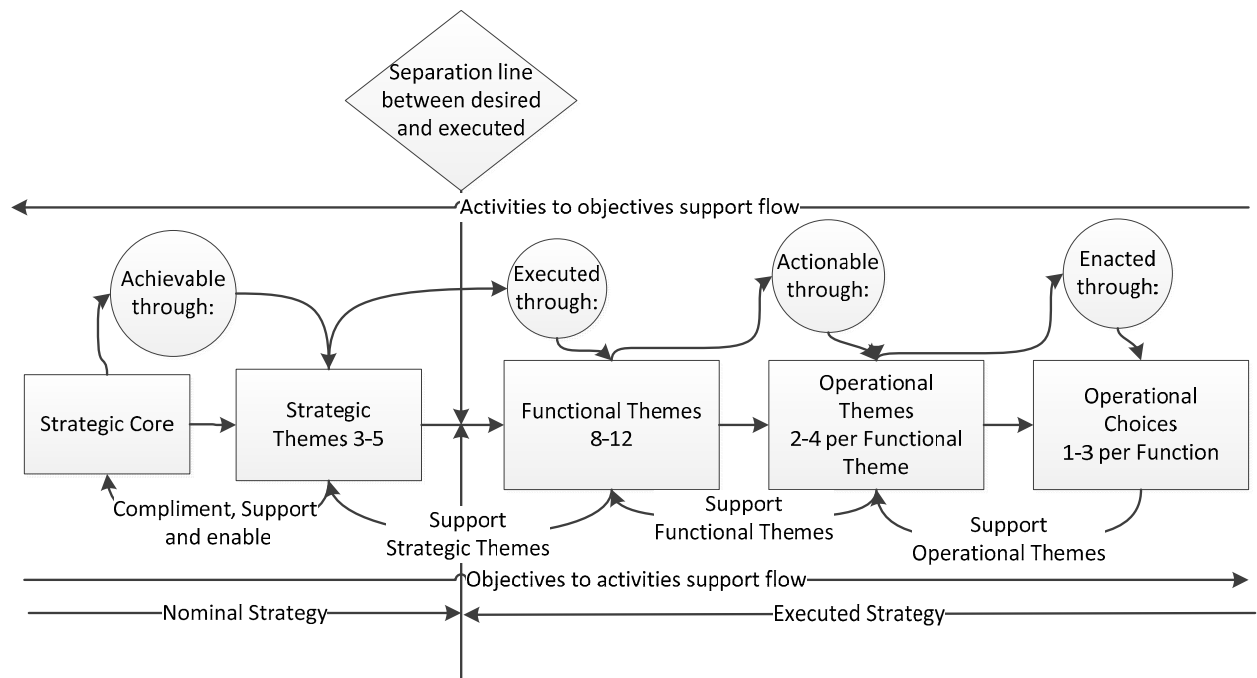 Separation line
between desired
and executed
Activities to objectives support flow
Achievable
through:
Executed
through:
Actionable
through:
Enacted
through:
Strategic Core
Strategic
Themes 3-5
Functional Themes
8-12
Operational
Themes
2-4 per Functional
Theme
Operational
Choices
1-3 per Function
Compliment, Support
and enable
Support
Strategic Themes
Support
Functional Themes
Support
Operational Themes
Objectives to activities support flow
Nominal Strategy
Executed Strategy